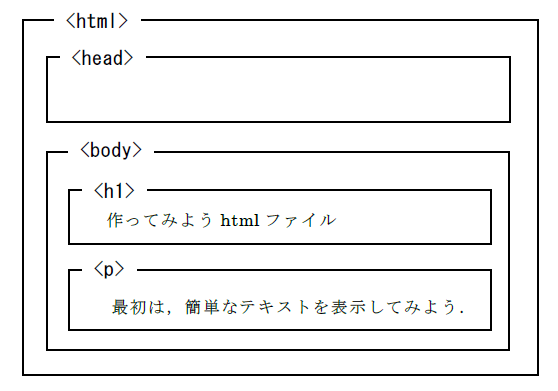 <html>
<head>
<body>
<h1>
作ってみよう html ファイル
<p>
最初は，簡単なテキストを表示してみよう．